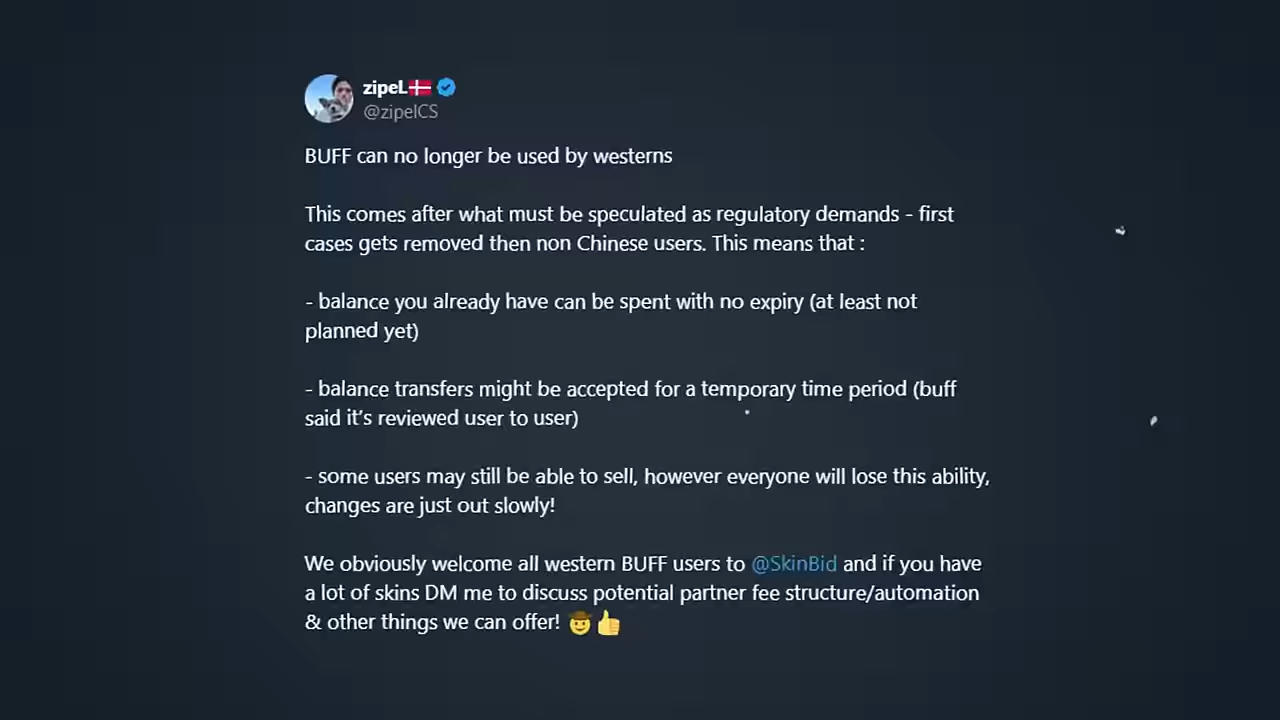 zipeL🇩🇰
@zipelCS
BUFF can no longer be used by westerns
This comes after what must be speculated as regulatory demands - first
cases gets removed then non Chinese users. This means that :
- balance you already have can be spent with no expiry (at least not
planned yet)
- balance transfers might be accepted for a temporary time period (buff
said it's reviewed user to user)
- some users may still be able to sell, however everyone will lose this ability,
changes are just out slowly!
We obviously welcome all western BUFF users to @SkinBid and if you have
a lot of skins DM me to discuss potential partner fee structure/automation
& other things we can offer! 🤠👍